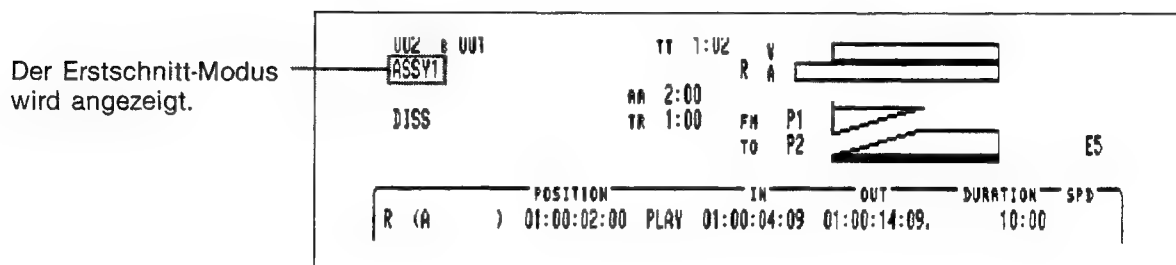 Der Erstschnitt-Modus
wird angezeigt.
UU2 B UU1 TT 1:02 V
ASSY1 R A
AA 2:00
DISS TR 1:00 FM P1
TO P2 E5
POSITION IN OUT DURATION SPD
R (A ) 01:00:02:00 PLAY 01:00:04:09 01:00:14:09. 10:00